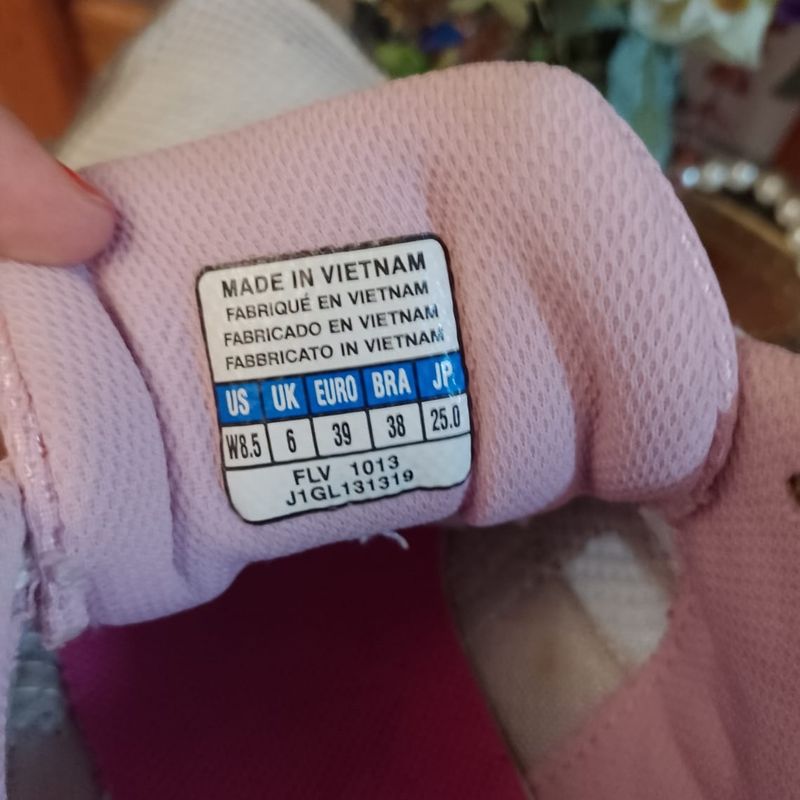 MADE IN VIETNAM
FABRIQUÉ EN VIETNAM
FABRICADO EN VIETNAM
FABBRICATO IN VIETNAM
US UK EURO BRA JP
W8.5 6 39 38 25.0
FLV 1013
J1GL131319